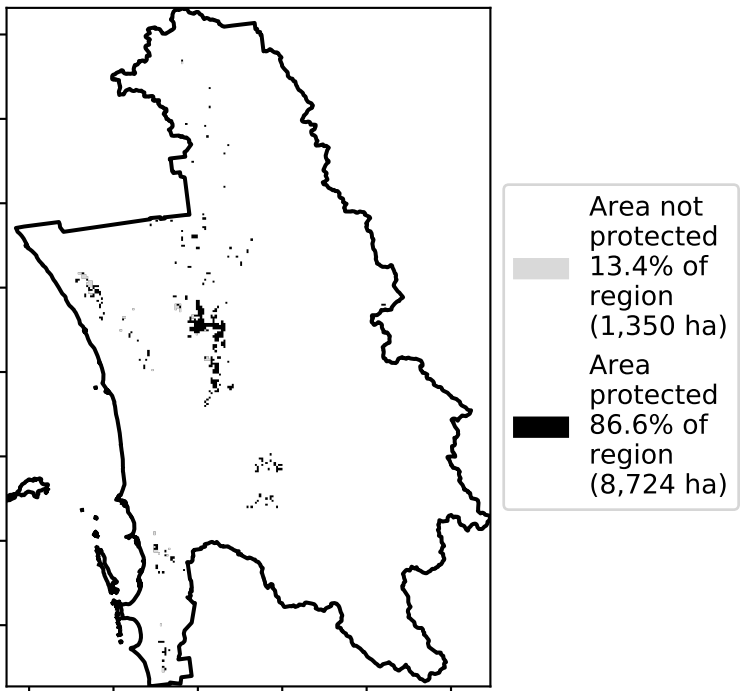 Area not
protected
13.4% of
region
(1,350 ha)
Area
protected
86.6% of
region
(8,724 ha)